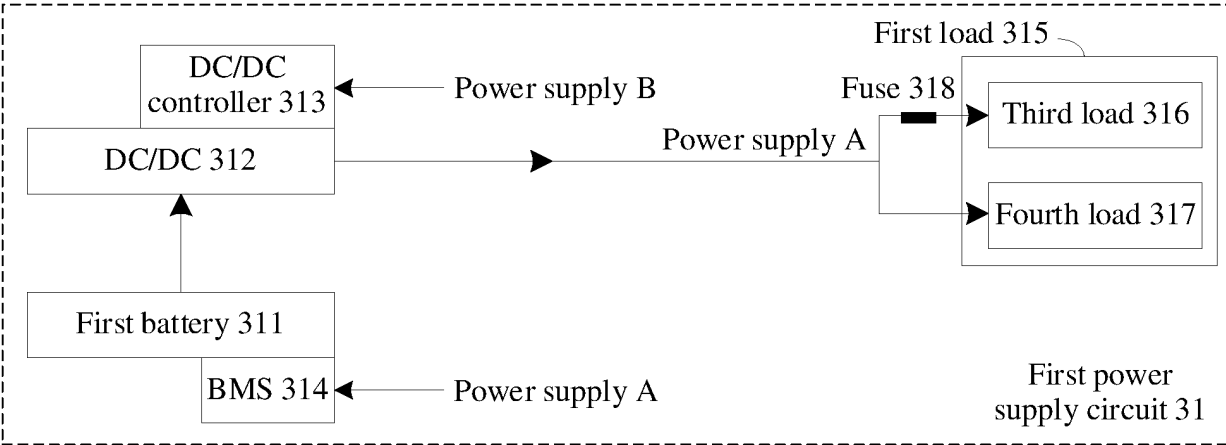 First load 315
DC/DC
controller 313
Power supply B
Fuse 318
Third load 316
Power supply A
DC/DC 312
Fourth load 317
First battery 311
BMS 314
Power supply A
First power
supply circuit 31